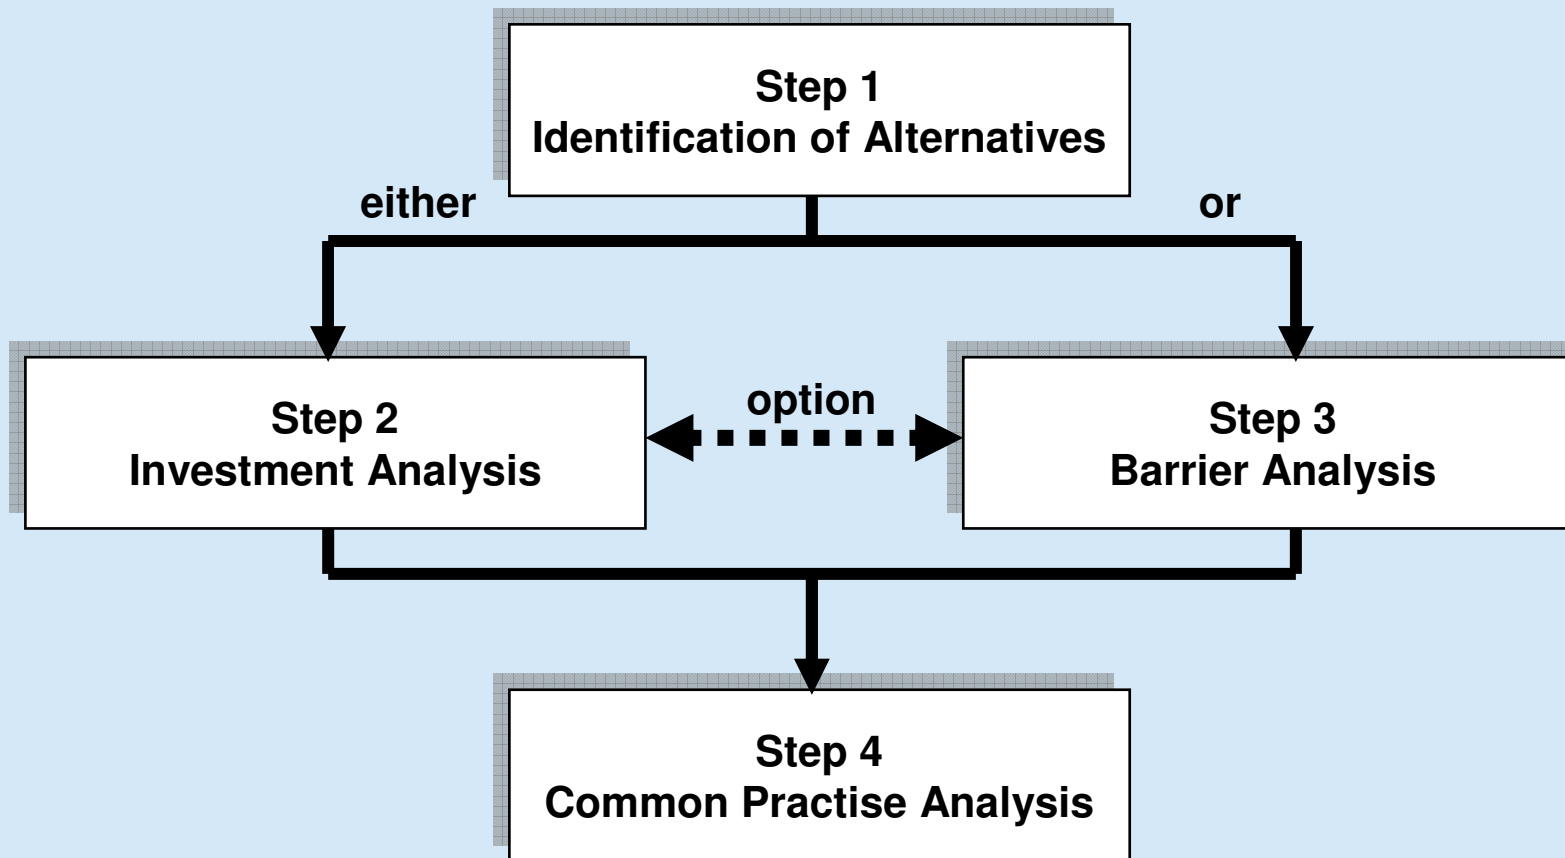 Step 1
Identification of Alternatives
either
or
option
Step 2
Investment Analysis
Step 3
Barrier Analysis
Step 4
Common Practise Analysis